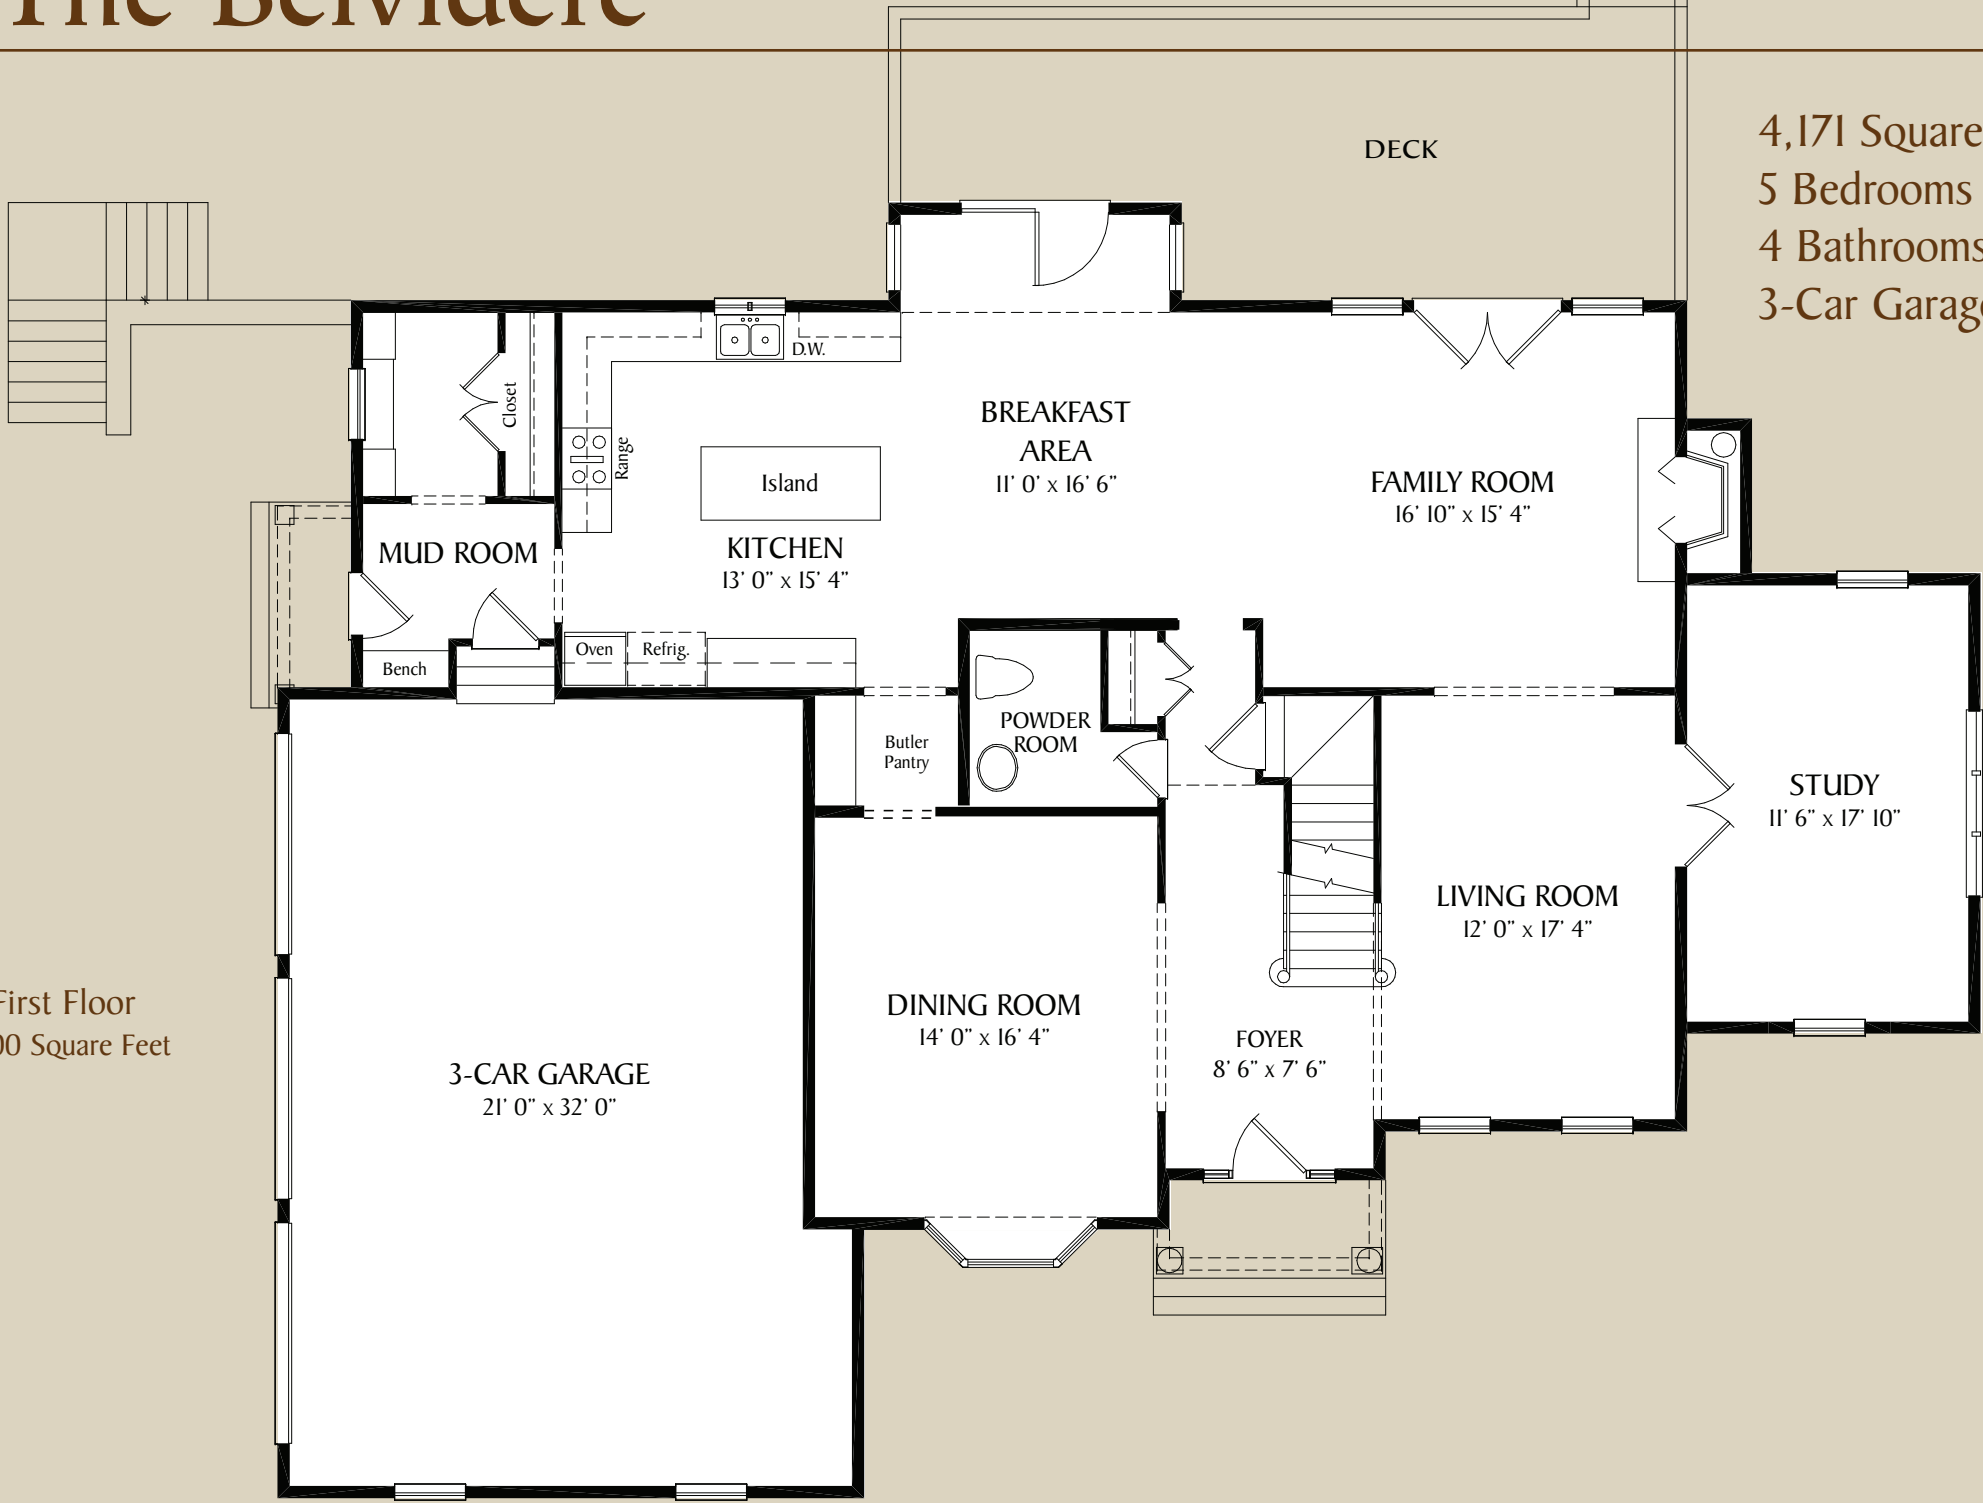 The Belvidere
DECK
4,171 Square
5 Bedrooms
4 Bathrooms
3-Car Garage
D.W.
Closet
Range
Island
BREAKFAST
AREA
11' 0' x 16' 6"
FAMILY ROOM
16' 10" x 15' 4"
MUD ROOM
KITCHEN
13' 0" x 15' 4"
Bench
Oven
Refrig.
POWDER
ROOM
Butler
Pantry
STUDY
11' 6" x 17' 10"
LIVING ROOM
12' 0" x 17' 4"
First Floor
00 Square Feet
DINING ROOM
14' 0" x 16' 4"
FOYER
8' 6" x 7' 6"
3-CAR GARAGE
21' 0" x 32' 0"